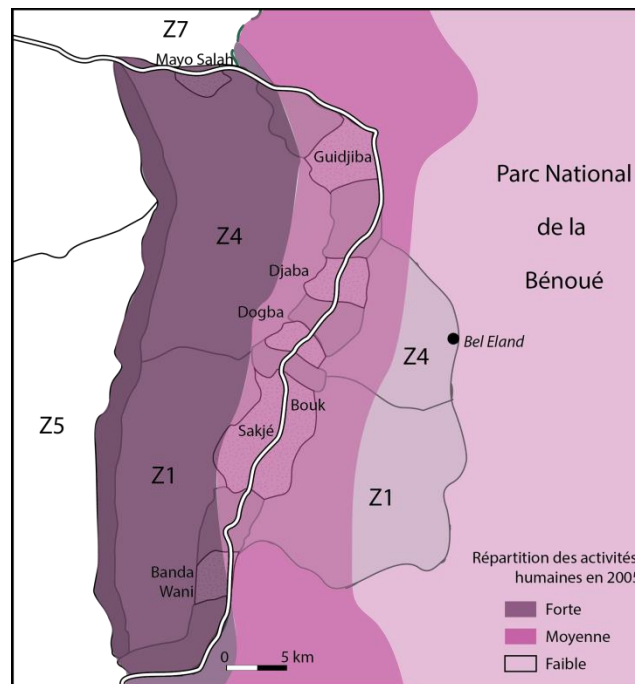 Z7
Mayo Salah
Guidjiba
Parc National
de la
Bénoué
Z4
Djaba
Dogba
Z4
Bel Eland
Z5
Bouk
Sakjé
Z1
Z1
Banda
Wani
Répartition des activités
humaines en 2005
Forte
Moyenne
Faible
0 5 km